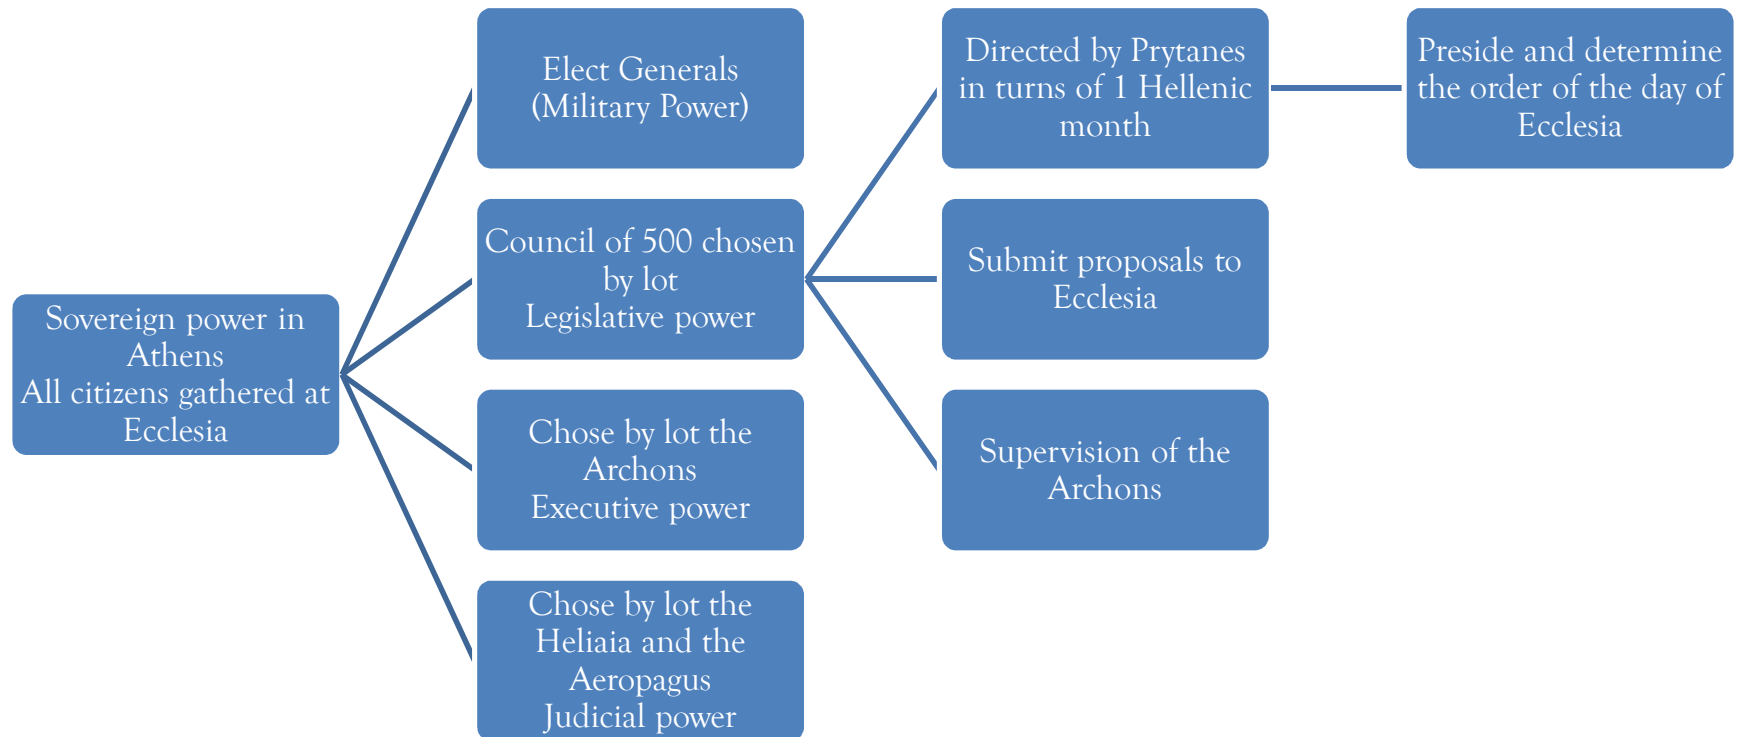 Sovereign power in
Athens
All citizens gathered at
Ecclesia
Elect Generals
(Military Power)
Council of 500 chosen
by lot
Legislative power
Chose by lot the
Archons
Executive power
Chose by lot the
Heliaia and the
Aeropagus
Judicial power
Directed by Prytanes
in turns of 1 Hellenic
month
Submit proposals to
Ecclesia
Supervision of the
Archons
Preside and determine
the order of the day of
Ecclesia